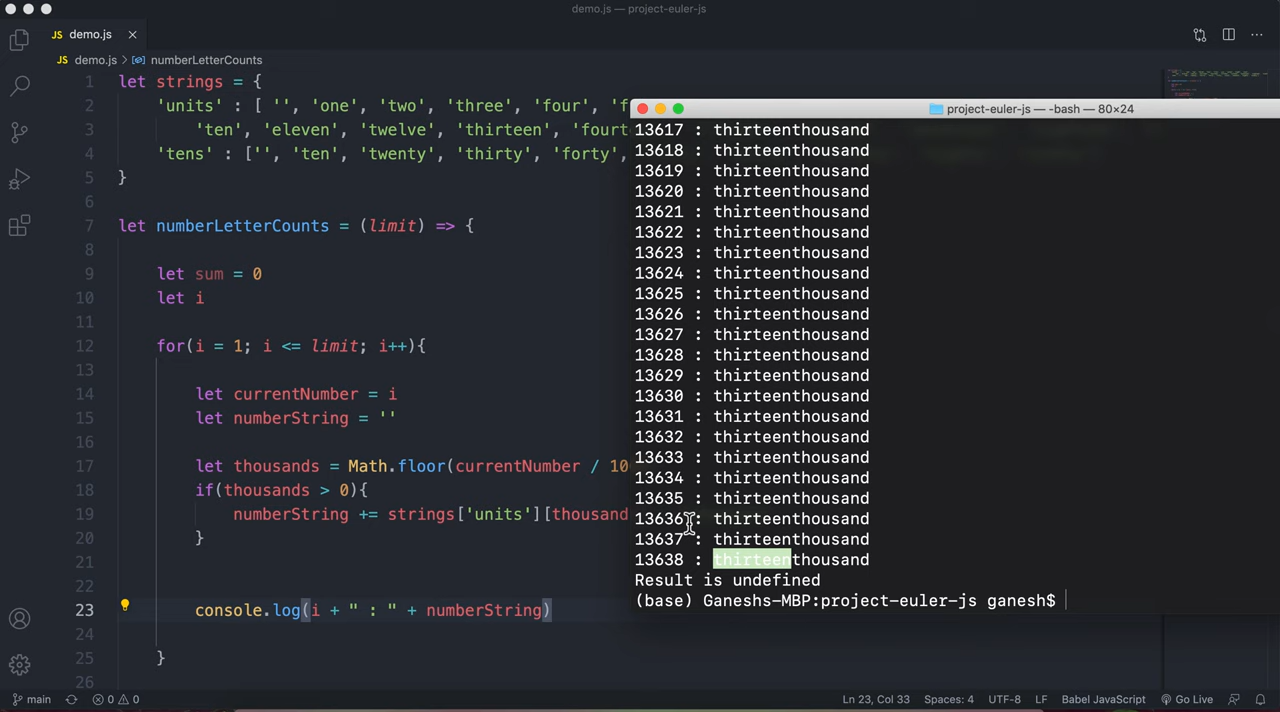 demo.js — project-euler-js
JS demo.js
JS demo.js > numberLetterCounts
1 let strings = {
2 'units' : [ '', 'one', 'two', 'three', 'four', 'f
3 'ten', 'eleven', 'twelve', 'thirteen', 'fourt
4 'tens' : ['', 'ten', 'twenty', 'thirty', 'forty',
5 }
6
7 let numberLetterCounts = (limit) => {
8
9 let sum = 0
10 let i
11
12 for(i = 1; i <= limit; i++){
13
14 let currentNumber = i
15 let numberString = ''
16
17 let thousands = Math.floor(currentNumber / 10
18 if(thousands > 0){
19 numberString += strings['units'][thousand
20 }
21
22
23 console.log(i + " : " + numberString)
24
25 }
26
project-euler-js — -bash — 80×24
13617 : thirteenthousand
13618 : thirteenthousand
13619 : thirteenthousand
13620 : thirteenthousand
13621 : thirteenthousand
13622 : thirteenthousand
13623 : thirteenthousand
13624 : thirteenthousand
13625 : thirteenthousand
13626 : thirteenthousand
13627 : thirteenthousand
13628 : thirteenthousand
13629 : thirteenthousand
13630 : thirteenthousand
13631 : thirteenthousand
13632 : thirteenthousand
13633 : thirteenthousand
13634 : thirteenthousand
13635 : thirteenthousand
13636 : thirteenthousand
13637 : thirteenthousand
13638 : thirteenthousand
Result is undefined
(base) Ganeshs-MBP:project-euler-js ganesh$
main 0 0 Ln 23, Col 33 Spaces: 4 UTF-8 LF Babel JavaScript Go Live